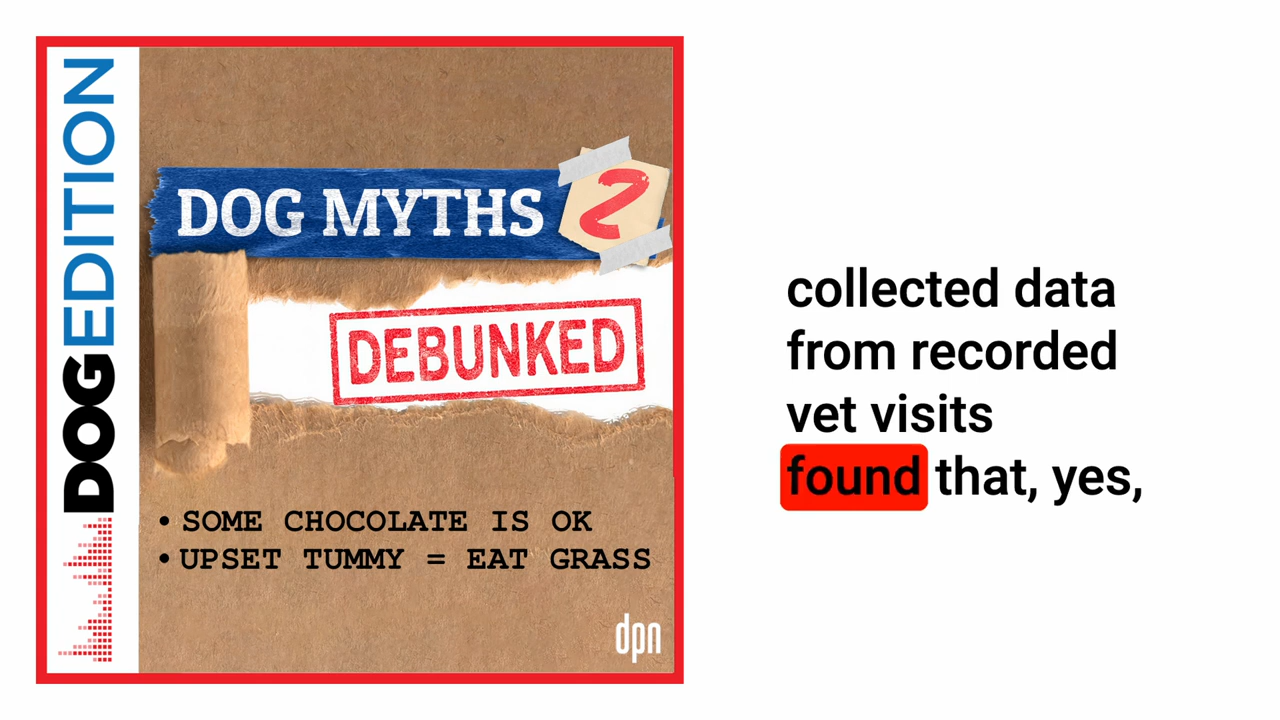 DOGEDITION
DOG MYTHS 2
DEBUNKED
• SOME CHOCOLATE IS OK
• UPSET TUMMY = EAT GRASS
dpn
collected data
from recorded
vet visits
found that, yes,